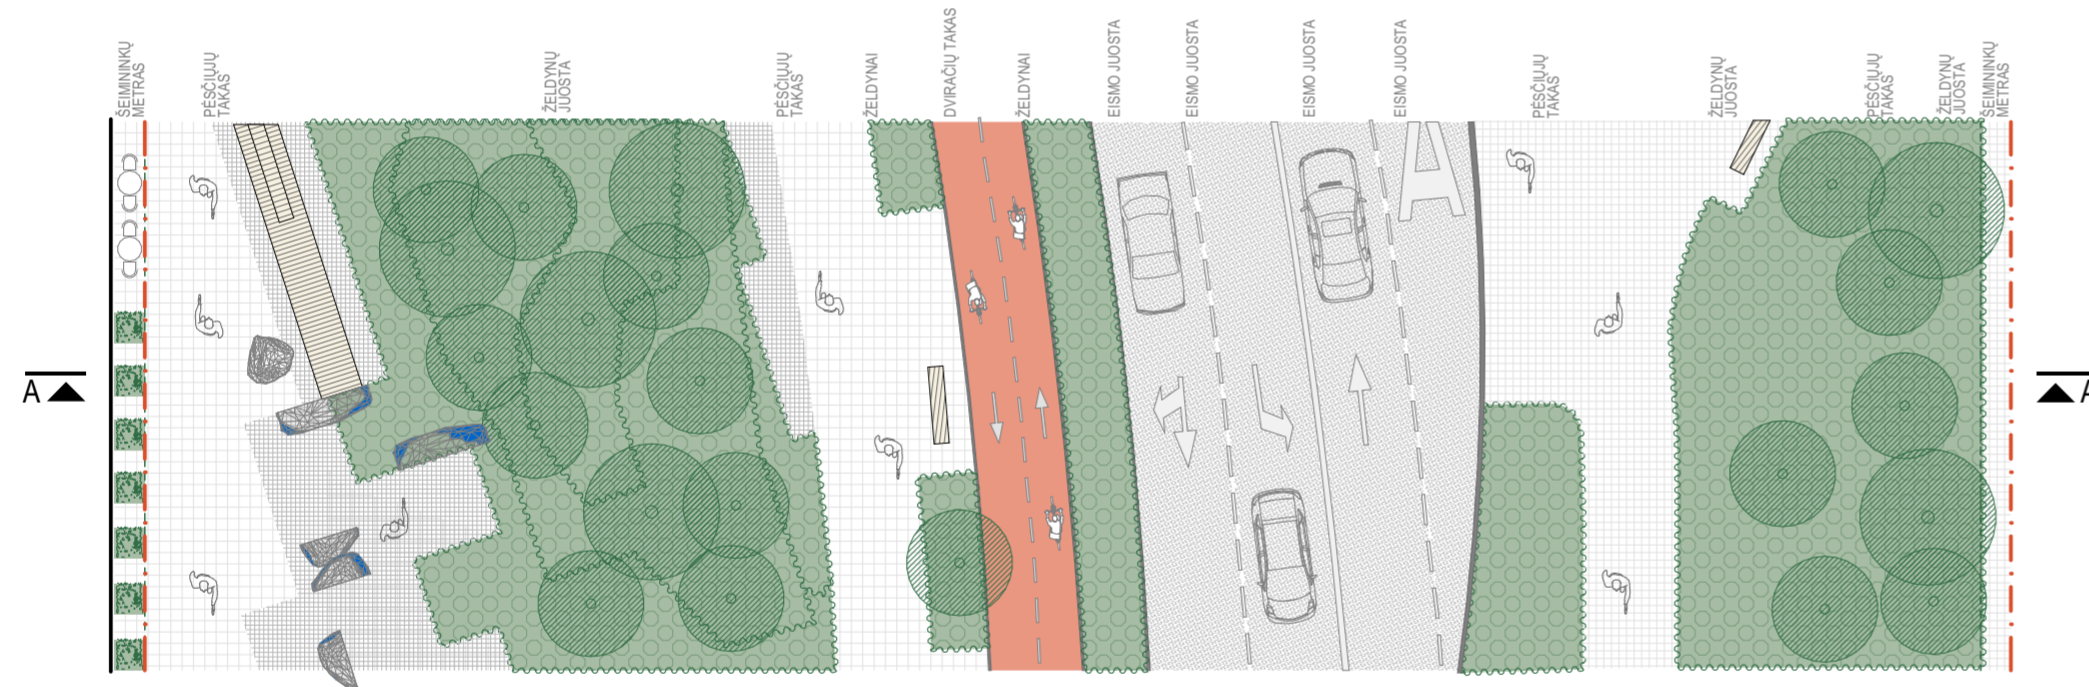 ŠEIMININKŲ
METRAS
PĖSČIŲJŲ
TAKAS
ŽELDYNŲ
JUOSTA
PĖSČIŲJŲ
TAKAS
ŽELDYNAI
DVIRAČIŲ TAKAS
ŽELDYNAI
EISMO JUOSTA
EISMO JUOSTA
EISMO JUOSTA
EISMO JUOSTA
PĖSČIŲJŲ
TAKAS
ŽELDYNŲ
JUOSTA
PĖSČIŲJŲ
TAKAS
ŽELDYNŲ
JUOSTA
ŠEIMININKŲ
METRAS
A
A
A